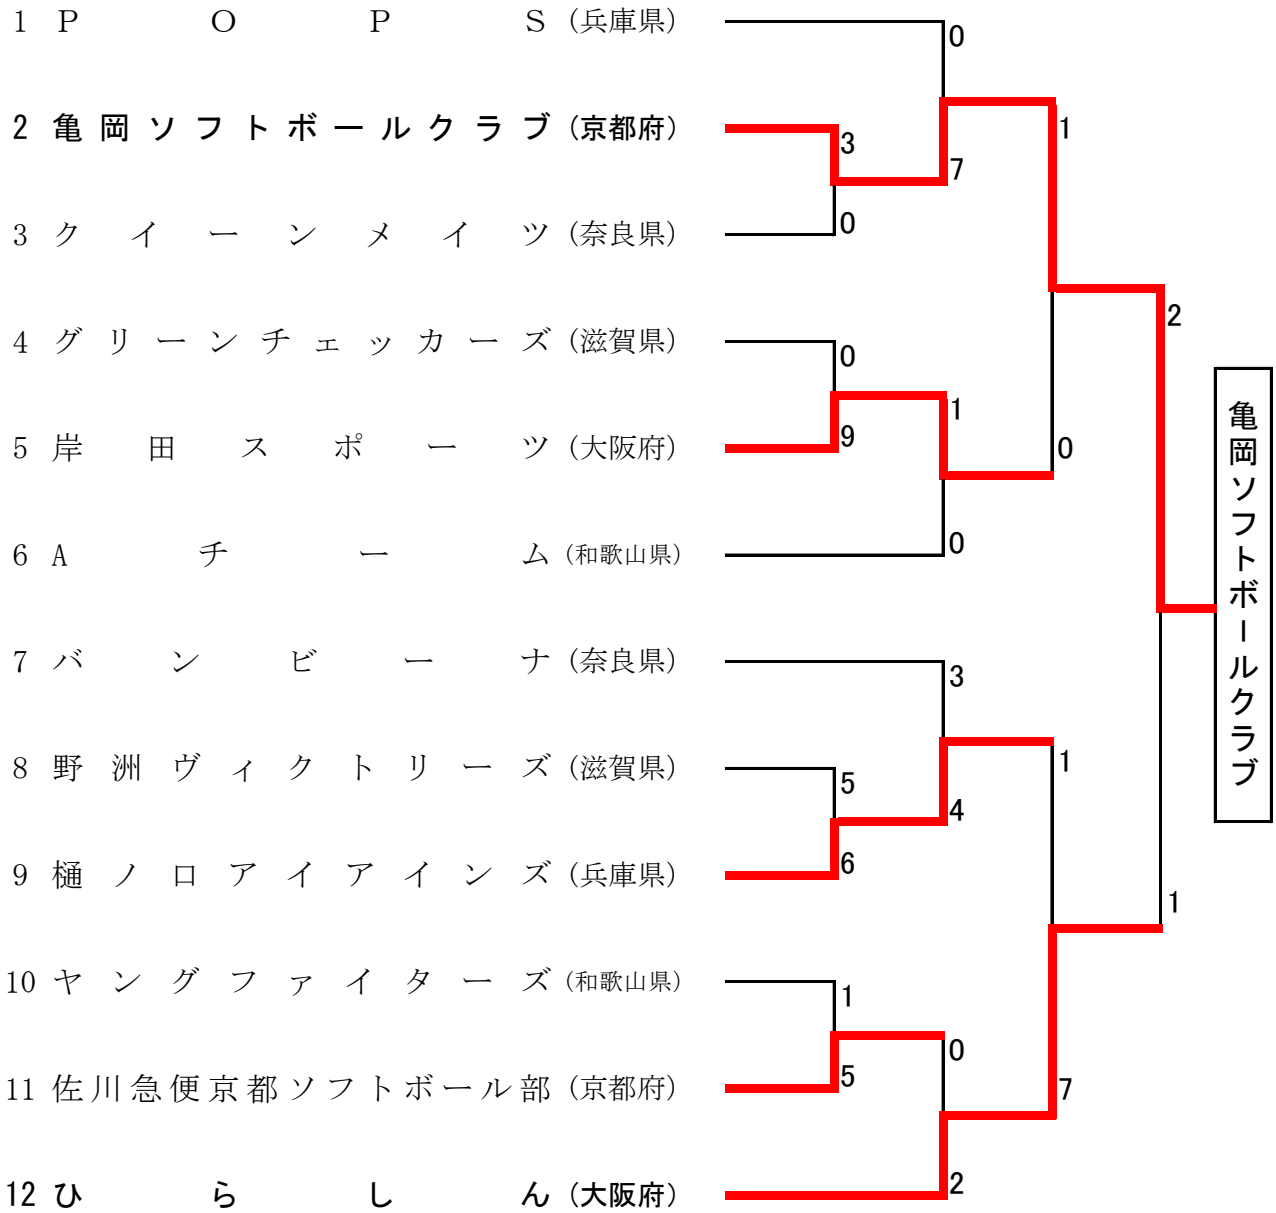 1 ＰＯＰＳ (兵庫県)
0
2 亀岡ソフトボールクラブ (京都府)
1
3
7
3 クイーンメイツ (奈良県)
0
2
4 グリーンチェッカーズ (滋賀県)
0
1
亀岡ソフトボールクラブ
5 岸田スポーツ (大阪府)
9
0
6 Aチーム (和歌山県)
0
7 バンビーナ (奈良県)
3
1
8 野洲ヴィクトリーズ (滋賀県)
5
4
9 樋ノ口アイアインズ (兵庫県)
6
1
10 ヤングファイターズ (和歌山県)
1
0
11 佐川急便京都ソフトボール部 (京都府)
5
7
12 ひらしん (大阪府)
2